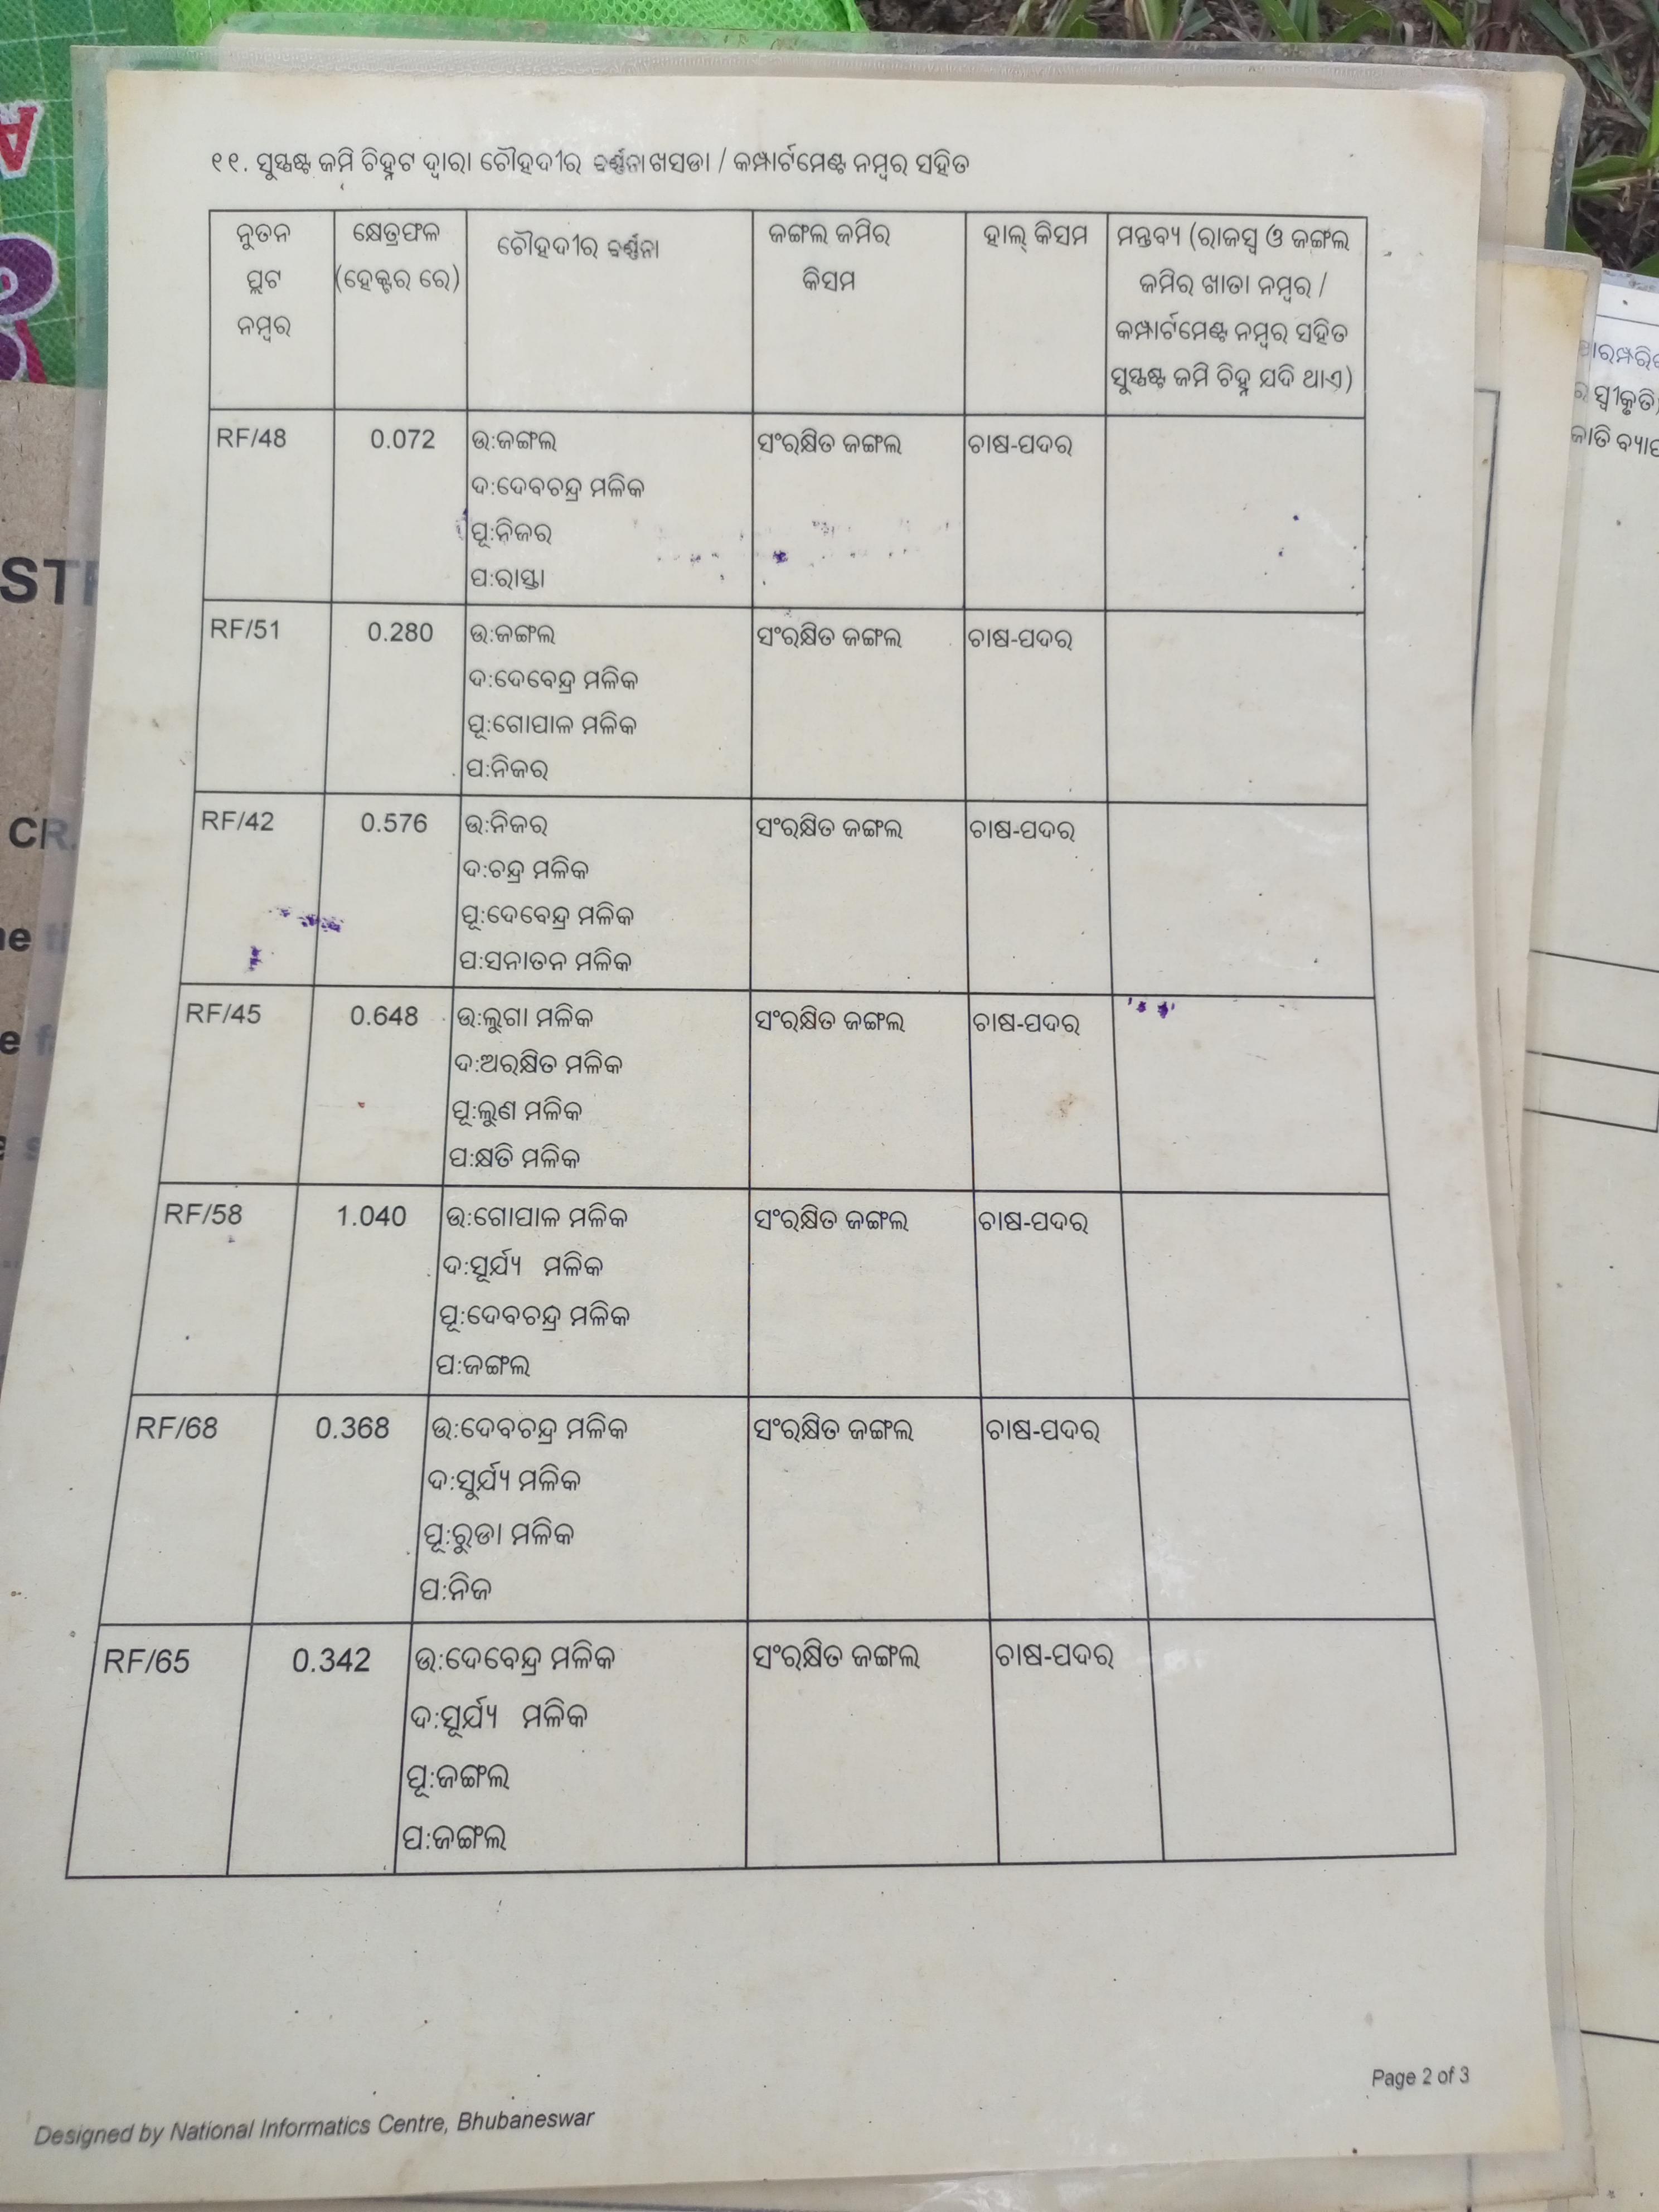 ୧୧. ସୁସ୍ପଷ୍ଟ ଜମି ଚିହ୍ନଟ ଦ୍ୱାରା ଚୌହଦୀର ବର୍ଣ୍ଣନା ଖସଡା / କମ୍ପାର୍ଟମେଣ୍ଟ ନମ୍ବର ସହିତ
ନୁତନ ପ୍ଲଟ ନମ୍ବର
କ୍ଷେତ୍ରଫଳ (ହେକ୍ଟର ରେ)
ଚୌହଦୀର ବର୍ଣ୍ଣନା
ଜଙ୍ଗଲ ଜମିର କିସମ
ହାଲ୍ କିସମ
ମନ୍ତବ୍ୟ (ରାଜସ୍ୱ ଓ ଜଙ୍ଗଲ
ଜମିର ଖାତା ନମ୍ବର /
କମ୍ପାର୍ଟମେଣ୍ଟ ନମ୍ବର ସହିତ
ସୁସ୍ପଷ୍ଟ ଜମି ଚିହ୍ନ ଯଦି ଥାଏ)
RF/48 0.072 ଉ:ଜଙ୍ଗଲ ସଂରକ୍ଷିତ ଜଙ୍ଗଲ ଚାଷ-ପଦର
ଦ:ଦେବଚନ୍ଦ୍ର ମଳିକ
ପୂ:ନିଜର
ପ:ରାସ୍ତା
RF/51 0.280 ଉ:ଜଙ୍ଗଲ ସଂରକ୍ଷିତ ଜଙ୍ଗଲ ଚାଷ-ପଦର
ଦ:ଦେବେନ୍ଦ୍ର ମଳିକ
ପୂ:ଗୋପାଳ ମଳିକ
ପ:ନିଜର
RF/42 0.576 ଉ:ନିଜର ସଂରକ୍ଷିତ ଜଙ୍ଗଲ ଚାଷ-ପଦର
ଦ:ଚନ୍ଦ୍ର ମଳିକ
ପୂ:ଦେବେନ୍ଦ୍ର ମଳିକ
ପ:ସନାତନ ମଳିକ
RF/45 0.648 ଉ:ଲୁଗା ମଳିକ ସଂରକ୍ଷିତ ଜଙ୍ଗଲ ଚାଷ-ପଦର
ଦ:ଅରକ୍ଷିତ ମଳିକ
ପୂ:ଲୁଣ ମଳିକ
ପ:କ୍ଷତି ମଳିକ
RF/58 1.040 ଉ:ଗୋପାଳ ମଳିକ ସଂରକ୍ଷିତ ଜଙ୍ଗଲ ଚାଷ-ପଦର
ଦ:ସୂର୍ଯ୍ୟ ମଳିକ
ପୂ:ଦେବଚନ୍ଦ୍ର ମଳିକ
ପ:ଜଙ୍ଗଲ
RF/68 0.368 ଉ:ଦେବଚନ୍ଦ୍ର ମଳିକ ସଂରକ୍ଷିତ ଜଙ୍ଗଲ ଚାଷ-ପଦର
ଦ:ସୁର୍ଯ୍ୟ ମଳିକ
ପୂ:ରୁଡା ମଳିକ
ପ:ନିଜ
RF/65 0.342 ଉ:ଦେବେନ୍ଦ୍ର ମଳିକ ସଂରକ୍ଷିତ ଜଙ୍ଗଲ ଚାଷ-ପଦର
ଦ:ସୂର୍ଯ୍ୟ ମଳିକ
ପୂ:ଜଙ୍ଗଲ
ପ:ଜଙ୍ଗଲ
Page 2 of 3
Designed by National Informatics Centre, Bhubaneswar